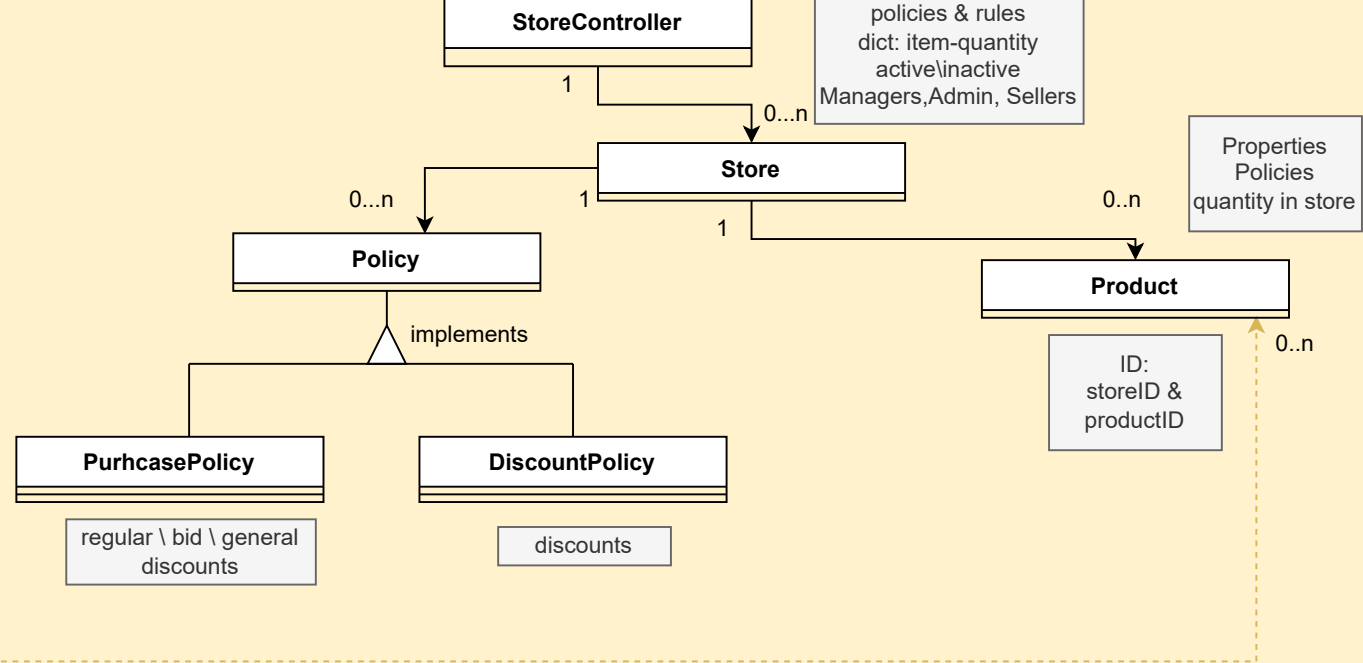 StoreController
policies & rules
dict: item-quantity
active\inactive
Managers,Admin, Sellers
1
0...n
Store
Properties
Policies
quantity in store
0...n
1
1
0..n
Policy
Product
implements
0..n
ID:
storeID &
productID
PurhcasePolicy
DiscountPolicy
regular \ bid \ general
discounts
discounts